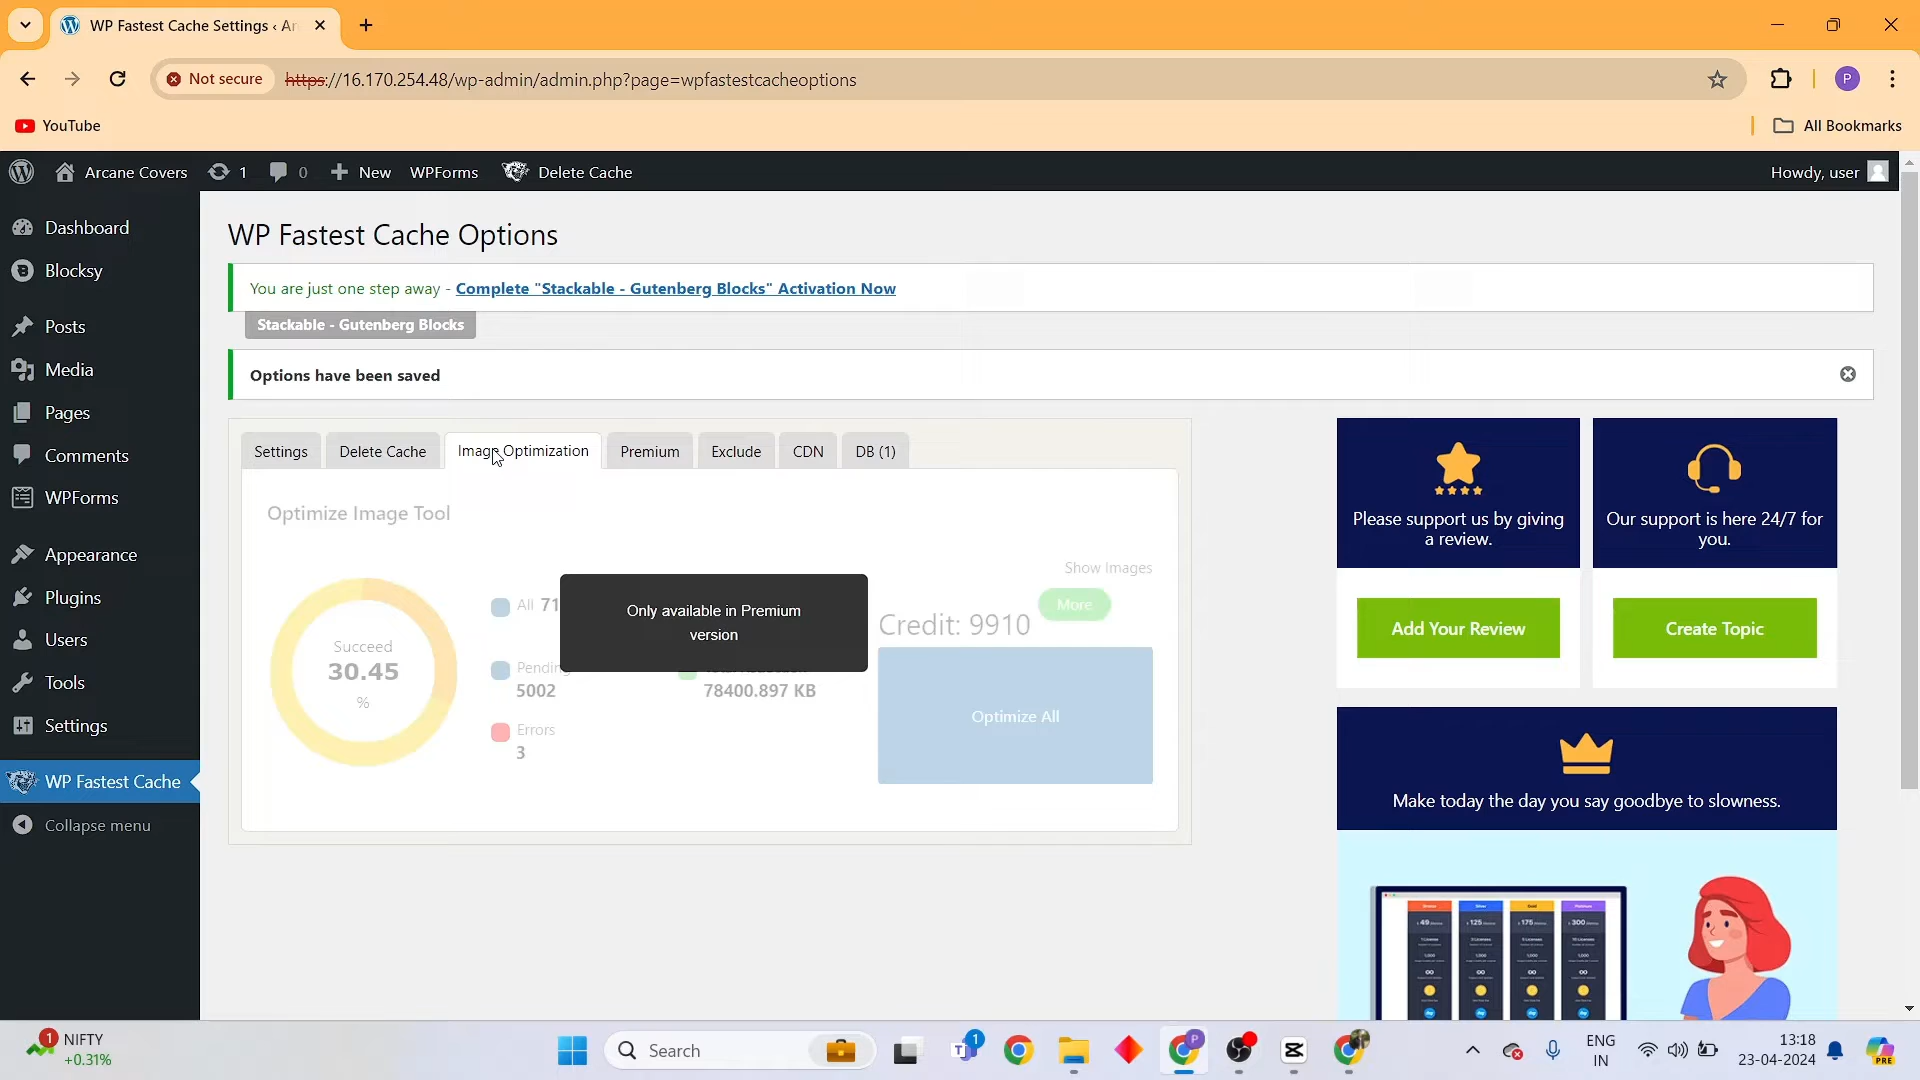 WP Fastest Cache Settings ‹ Ar
Not secure
https://16.170.254.48/wp-admin/admin.php?page=wpfastestcacheoptions
P
YouTube
All Bookmarks
Arcane Covers
1
0
New
WPForms
Delete Cache
Howdy, user
Dashboard
Blocksy
Posts
Media
Pages
Comments
WPForms
Appearance
Plugins
Users
Tools
Settings
WP Fastest Cache
Collapse menu
WP Fastest Cache Options
You are just one step away - Complete "Stackable - Gutenberg Blocks" Activation Now
Stackable - Gutenberg Blocks
Options have been saved
Settings
Delete Cache
Image Optimization
Premium
Exclude
CDN
DB (1)
Optimize Image Tool
Succeed
30.45
%
All 71
Pending
5002
Errors
3
78400.897 KB
Only available in Premium
version
Show Images
More
Credit: 9910
Optimize All
Please support us by giving
a review.
Add Your Review
Our support is here 24/7 for
you.
Create Topic
Make today the day you say goodbye to slowness.
49
125
175
300
1
NIFTY
+0.31%
Search
1
P
ENG
IN
13:18
23-04-2024
PRE